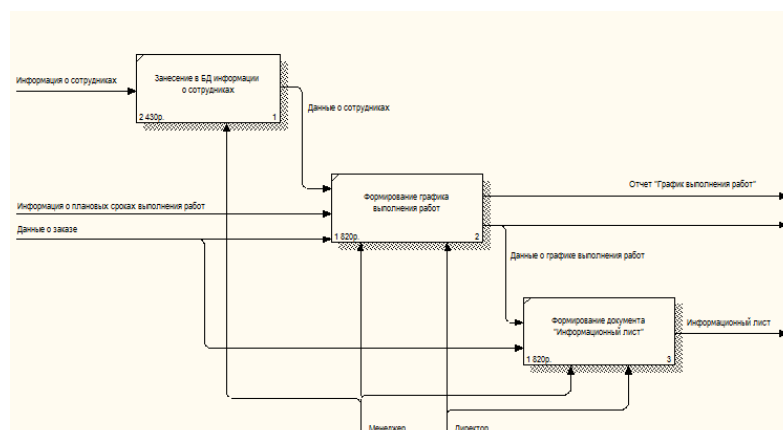 Занесение в БД информации
о сотрудниках
2 430р. 1
Информация о сотрудниках
Данные о сотрудниках
Формирование графика
выполнения работ
1 820р. 2
Отчет "График выполнения работ"
Информация о плановых сроках выполнения работ
Данные о заказе
Данные о графике выполнения работ
Формирование документа
"Информационный лист"
1 820р. 3
Информационный лист
Менеджер
Директор